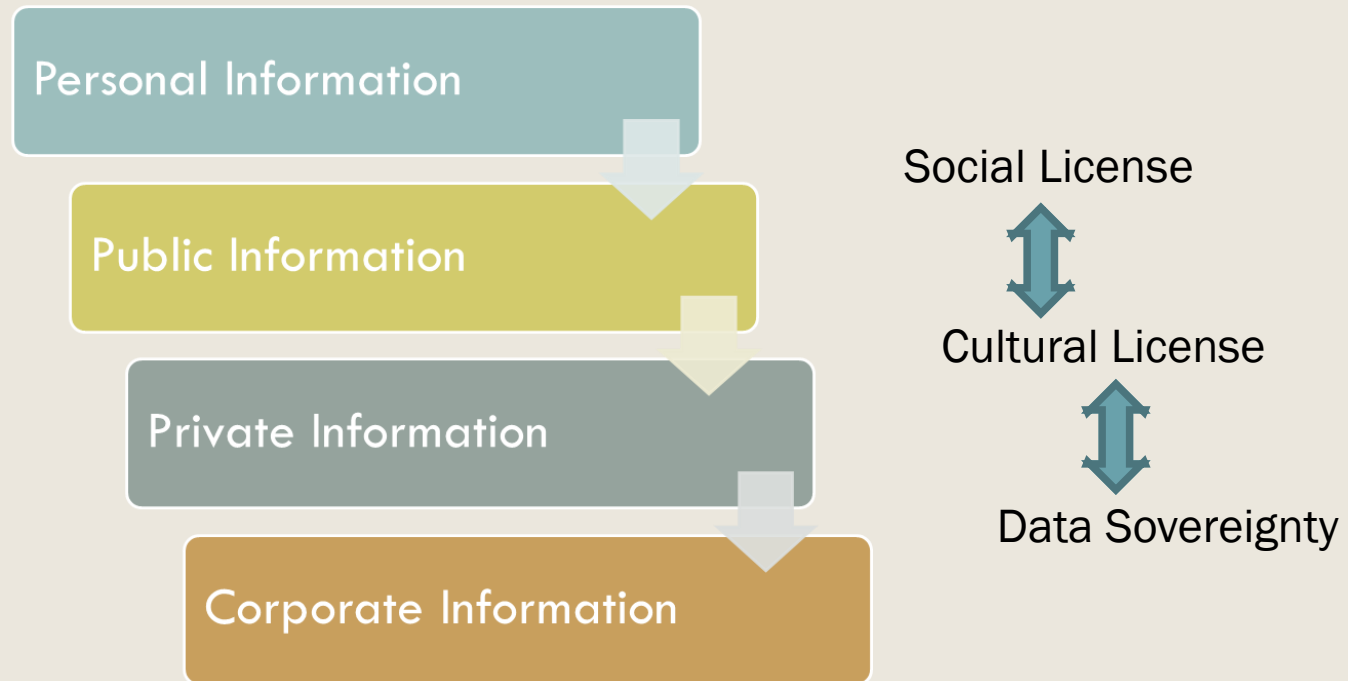 Personal Information
Public Information
Private Information
Corporate Information
Social License
Cultural License
Data Sovereignty